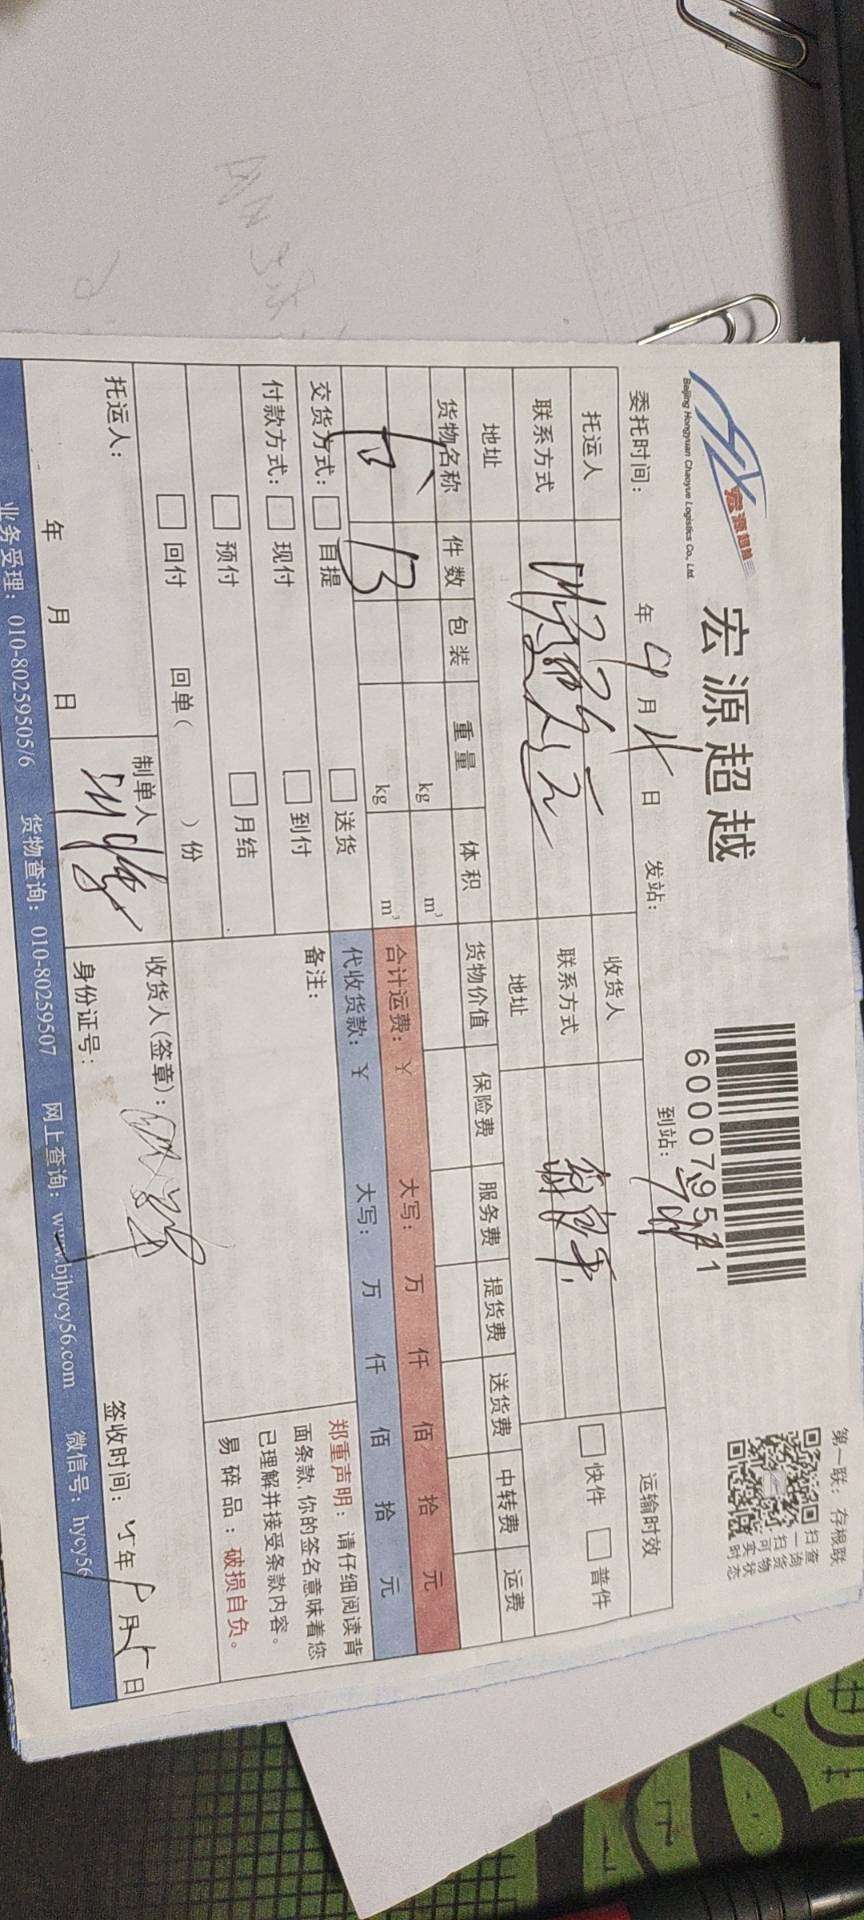 第一联：存根联
宏源超越
Beijing Hongyuan Chaoyue Logistics Co., Ltd.
宏源超越
600079511
扫一扫可实时
查询货物状态
委托时间： 年 月 日 发站： 到站：
托运人 收货人 运输时效
联系方式 联系方式 快件 普件
地址 地址
货物名称 件数 包装 重量 体积 货物价值 保险费 服务费 提货费 送货费 中转费 运费
kg m³
13 kg m³
合计运费：￥ 大写： 万 仟 佰 拾 元
代收货款：￥ 大写： 万 仟 佰 拾 元
交货方式： 自提 送货
付款方式： 现付 到付
预付 月结
回付 回单（ ）份
备注：
郑重声明：请仔细阅读背
面条款，你的签名意味着您
已理解并接受条款内容。
易碎品：破损自负。
托运人： 制单人 收货人(签章)：
年 月 日 身份证号： 签收时间： 年 月 日
业务受理：010-80259505/6 货物查询：010-80259507 网上查询：www.bjhycy56.com 微信号：hycy56